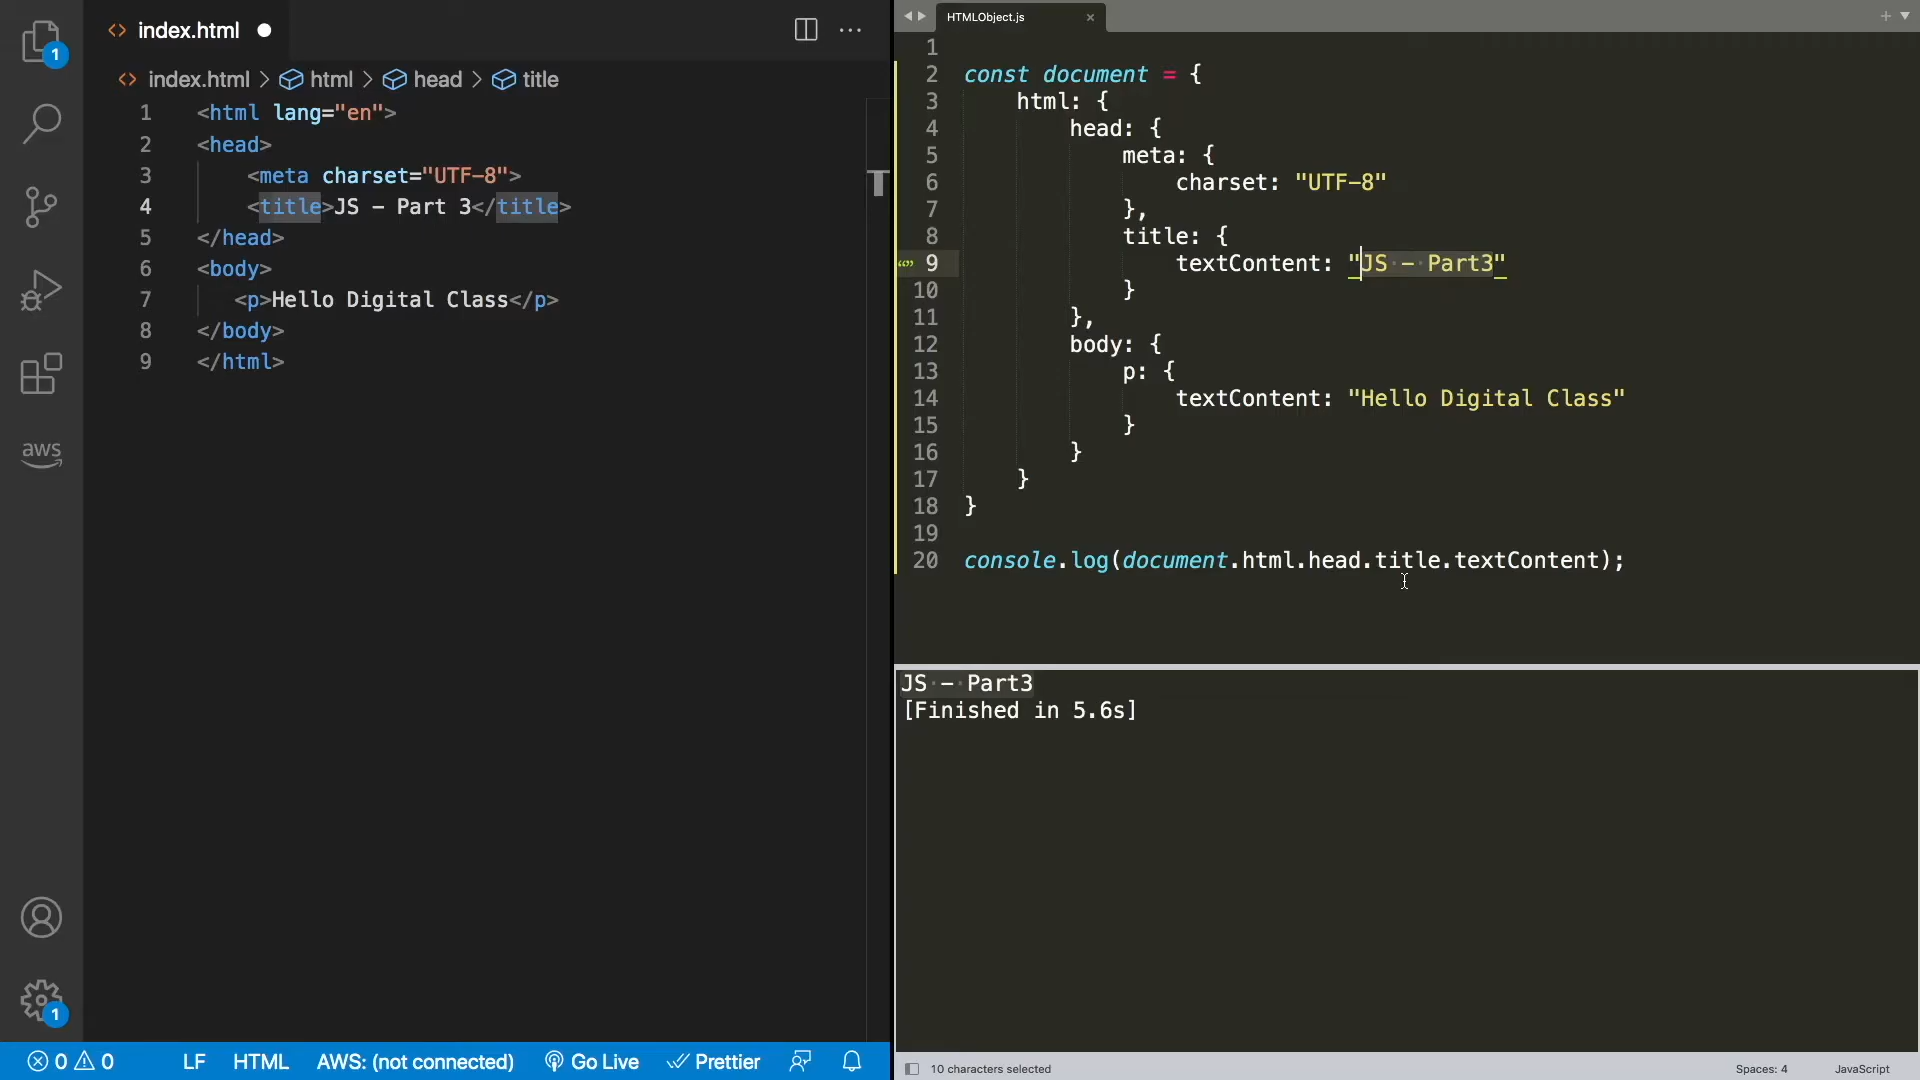 1
index.html
index.html > html > head > title
1 <html lang="en">
2 <head>
3 <meta charset="UTF-8">
4 <title>JS - Part 3</title>
5 </head>
6 <body>
7 <p>Hello Digital Class</p>
8 </body>
9 </html>
aws
1
0 0 LF HTML AWS: (not connected) Go Live Prettier
HTMLObject.js ×
1
2 const document = {
3 html: {
4 head: {
5 meta: {
6 charset: "UTF-8"
7 },
8 title: {
9 textContent: "JS - Part3"
10 }
11 },
12 body: {
13 p: {
14 textContent: "Hello Digital Class"
15 }
16 }
17 }
18 }
19
20 console.log(document.html.head.title.textContent);
JS - Part3
[Finished in 5.6s]
10 characters selected Spaces: 4 JavaScript